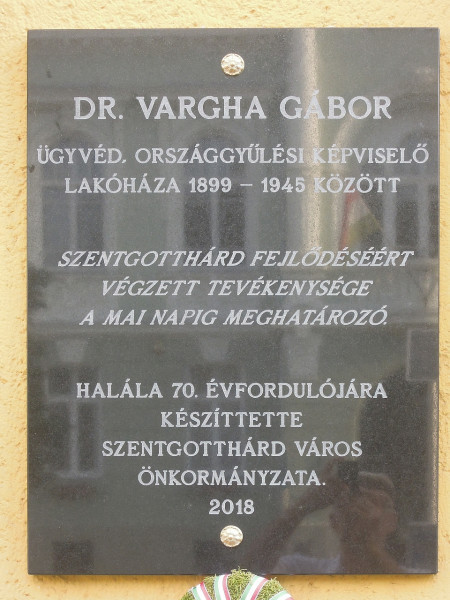 DR. VARGHA GÁBOR
ÜGYVÉD, ORSZÁGGYŰLÉSI KÉPVISELŐ
LAKÓHÁZA 1899 – 1945 KÖZÖTT
SZENTGOTTHÁRD FEJLŐDÉSÉÉRT
VÉGZETT TEVÉKENYSÉGE
A MAI NAPIG MEGHATÁROZÓ.
HALÁLA 70. ÉVFORDULÓJÁRA
KÉSZÍTTETTE
SZENTGOTTHÁRD VÁROS
ÖNKORMÁNYZATA.
2018